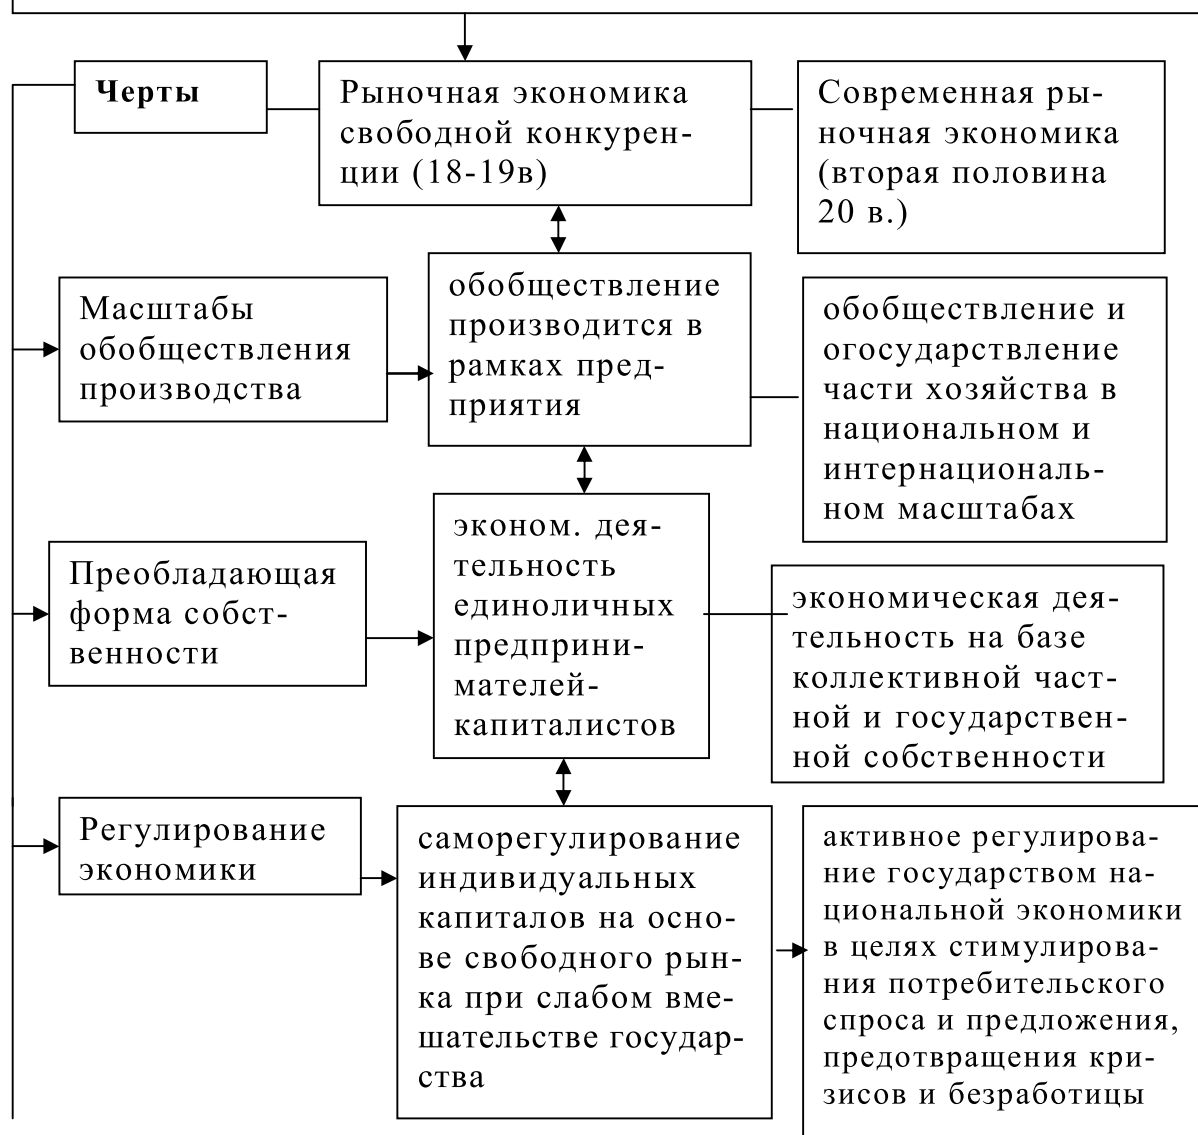 Черты
Рыночная экономика
свободной конкурен-
ции (18-19в)
Современная ры-
ночная экономика
(вторая половина
20 в.)
Масштабы
обобществления
производства
обобществление
производится в
рамках пред-
приятия
обобществление и
огосударствление
части хозяйства в
национальном и
интернациональ-
ном масштабах
Преобладающая
форма собст-
венности
эконом. дея-
тельность
единоличных
предприни-
мателей-
капиталистов
экономическая дея-
тельность на базе
коллективной част-
ной и государствен-
ной собственности
Регулирование
экономики
саморегулирование
индивидуальных
капиталов на осно-
ве свободного рын-
ка при слабом вме-
шательстве государ-
ства
активное регулирова-
ние государством на-
циональной экономики
в целях стимулирова-
ния потребительского
спроса и предложения,
предотвращения кри-
зисов и безработицы